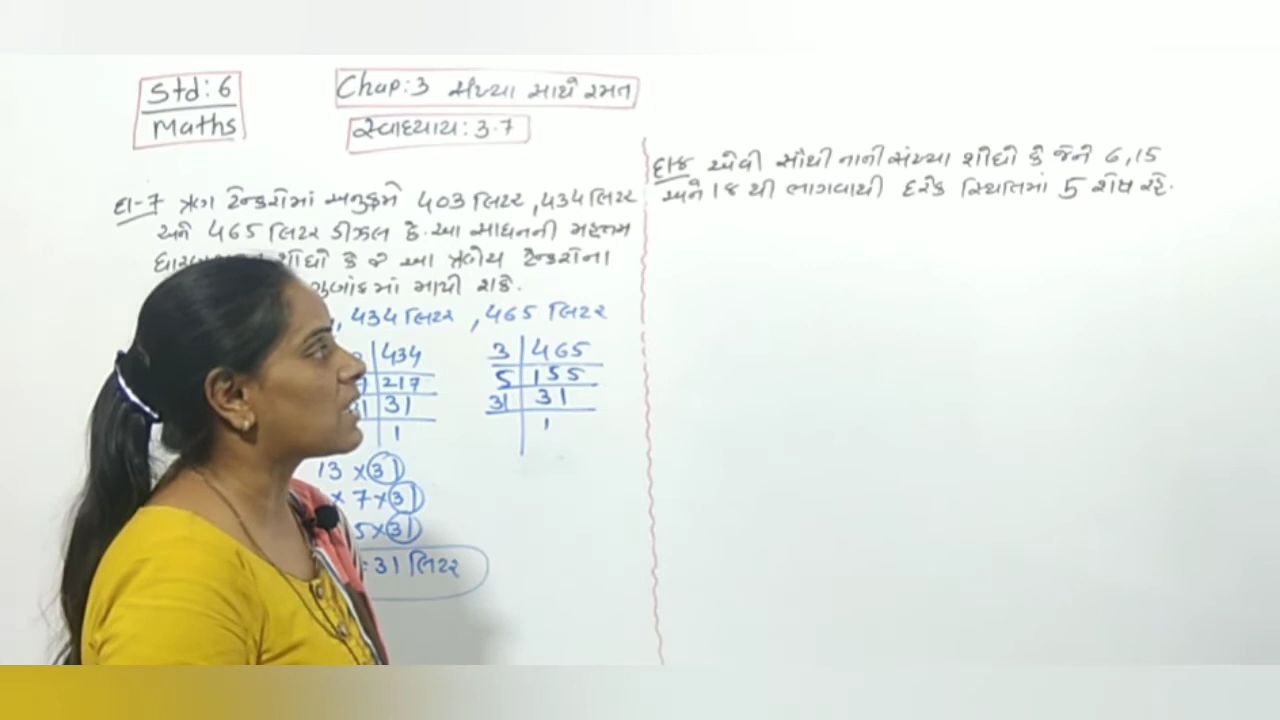 Std: 6
Maths
Chap: 3 સંખ્યા સાથે રમત
સ્વાધ્યાય: 3.7
દા-7 ત્રણ ટેન્કરોમાં અનુક્રમે 403 લિટર, 434 લિટર
અને 465 લિટર ડીઝલ છે. આ સાધનની મહત્તમ
શોધો કે જે આ ત્રણેય ટેન્કરોના
ગુણાંકમાં માપી શકે.
, 434 લિટર , 465 લિટર
434
217
31
1
3 465
5 155
31 31
1
13 × 31
× 7 × 31
5 × 31
= 31 લિટર
દા૪ એવી સૌથી નાની સંખ્યા શોધો કે જેને 6, 15
અને 18 થી ભાગવાથી દરેક સ્થિતિમાં 5 શેષ રહે.